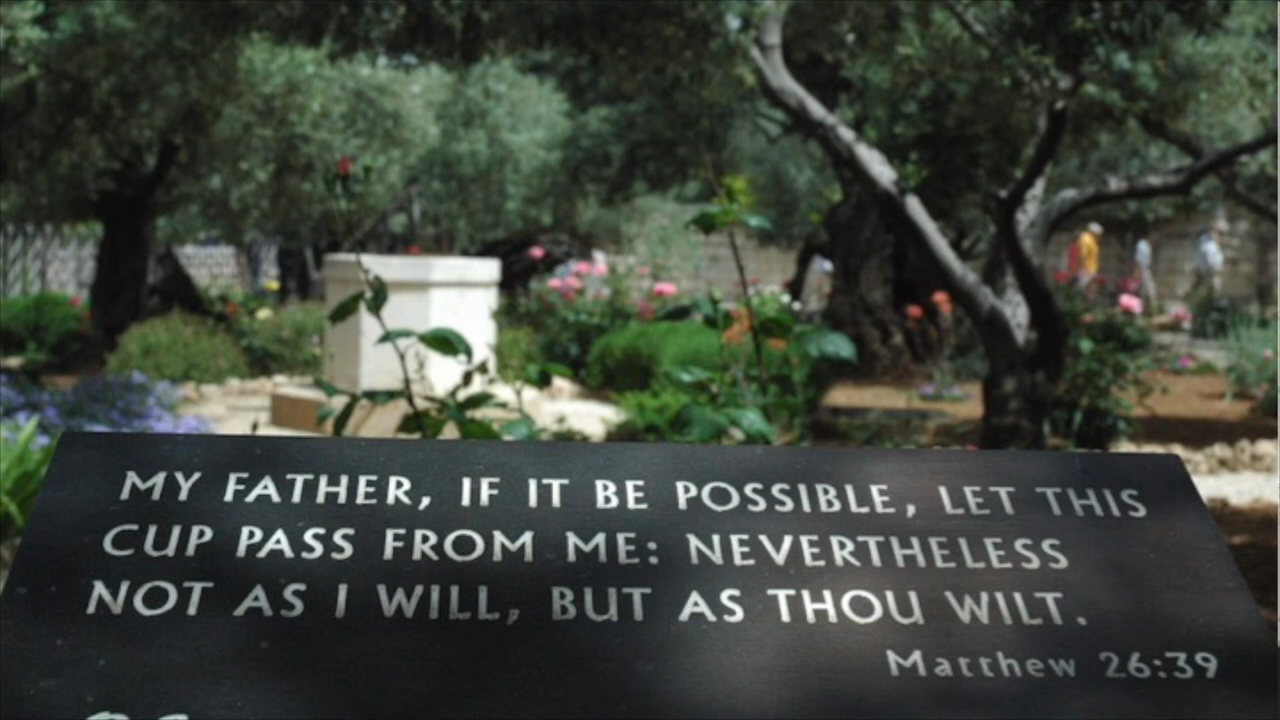 MY FATHER, IF IT BE POSSIBLE, LET THIS
CUP PASS FROM ME: NEVERTHELESS
NOT AS I WILL, BUT AS THOU WILT.
Matthew 26:39